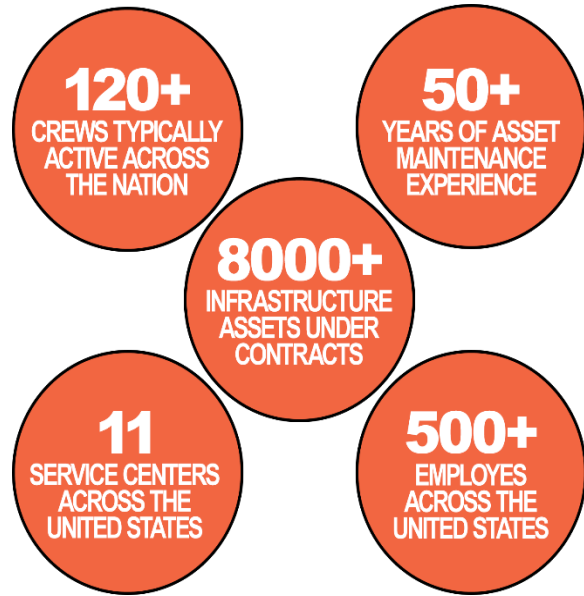 120+
CREWS TYPICALLY
ACTIVE ACROSS
THE NATION
50+
YEARS OF ASSET
MAINTENANCE
EXPERIENCE
8000+
INFRASTRUCTURE
ASSETS UNDER
CONTRACTS
11
SERVICE CENTERS
ACROSS THE
UNITED STATES
500+
EMPLOYES
ACROSS THE
UNITED STATES